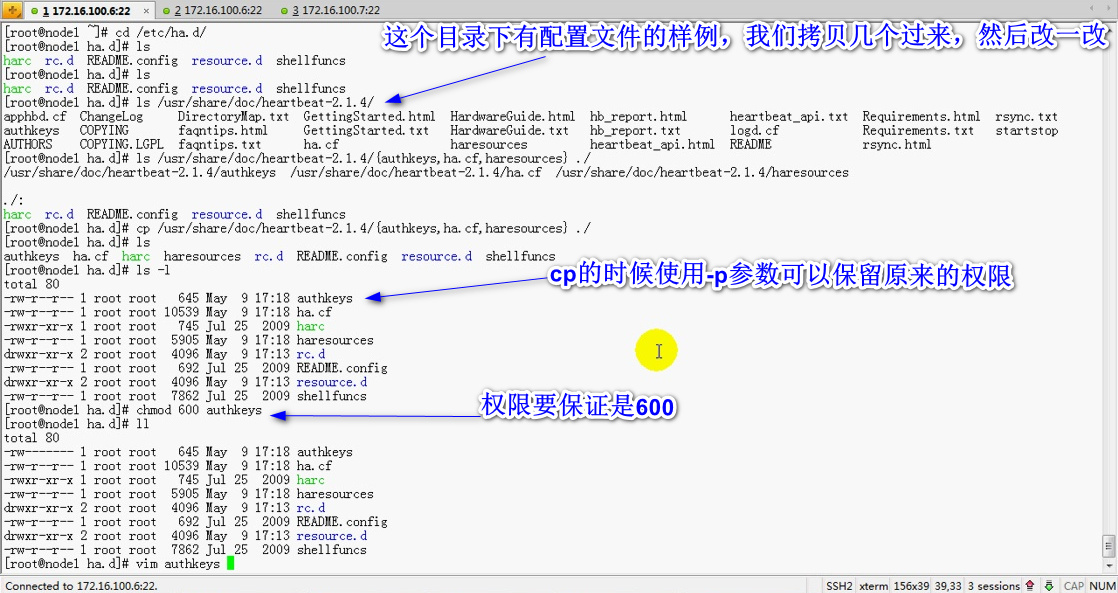 1 172.16.100.6:22 × 2 172.16.100.6:22 3 172.16.100.7:22
[root@node1 ~]# cd /etc/ha.d/
这个目录下有配置文件的样例，我们拷贝几个过来，然后改一改
[root@node1 ha.d]# ls
harc rc.d README.config resource.d shellfuncs
[root@node1 ha.d]# ls
harc rc.d README.config resource.d shellfuncs
[root@node1 ha.d]# ls /usr/share/doc/heartbeat-2.1.4/
apphbd.cf ChangeLog DirectoryMap.txt GettingStarted.html HardwareGuide.html hb_report.html heartbeat_api.txt Requirements.html rsync.txt
authkeys COPYING faqntips.html GettingStarted.txt HardwareGuide.txt hb_report.txt logd.cf Requirements.txt startstop
AUTHORS COPYING.LGPL faqntips.txt ha.cf haresources heartbeat_api.html README rsync.html
[root@node1 ha.d]# ls /usr/share/doc/heartbeat-2.1.4/{authkeys,ha.cf,haresources} ./
/usr/share/doc/heartbeat-2.1.4/authkeys /usr/share/doc/heartbeat-2.1.4/ha.cf /usr/share/doc/heartbeat-2.1.4/haresources
./:
harc rc.d README.config resource.d shellfuncs
[root@node1 ha.d]# cp /usr/share/doc/heartbeat-2.1.4/{authkeys,ha.cf,haresources} ./
[root@node1 ha.d]# ls
authkeys ha.cf harc haresources rc.d README.config resource.d shellfuncs
[root@node1 ha.d]# ls -l
cp的时候使用-p参数可以保留原来的权限
total 80
-rw-r--r-- 1 root root 645 May 9 17:18 authkeys
-rw-r--r-- 1 root root 10539 May 9 17:18 ha.cf
-rwxr-xr-x 1 root root 745 Jul 25 2009 harc
-rw-r--r-- 1 root root 5905 May 9 17:18 haresources
drwxr-xr-x 2 root root 4096 May 9 17:13 rc.d
-rw-r--r-- 1 root root 692 Jul 25 2009 README.config
drwxr-xr-x 2 root root 4096 May 9 17:13 resource.d
-rw-r--r-- 1 root root 7862 Jul 25 2009 shellfuncs
[root@node1 ha.d]# chmod 600 authkeys
权限要保证是600
[root@node1 ha.d]# ll
total 80
-rw------- 1 root root 645 May 9 17:18 authkeys
-rw-r--r-- 1 root root 10539 May 9 17:18 ha.cf
-rwxr-xr-x 1 root root 745 Jul 25 2009 harc
-rw-r--r-- 1 root root 5905 May 9 17:18 haresources
drwxr-xr-x 2 root root 4096 May 9 17:13 rc.d
-rw-r--r-- 1 root root 692 Jul 25 2009 README.config
drwxr-xr-x 2 root root 4096 May 9 17:13 resource.d
-rw-r--r-- 1 root root 7862 Jul 25 2009 shellfuncs
[root@node1 ha.d]# vim authkeys
Connected to 172.16.100.6:22. SSH2 xterm 156x39 39,33 3 sessions CAP NUM